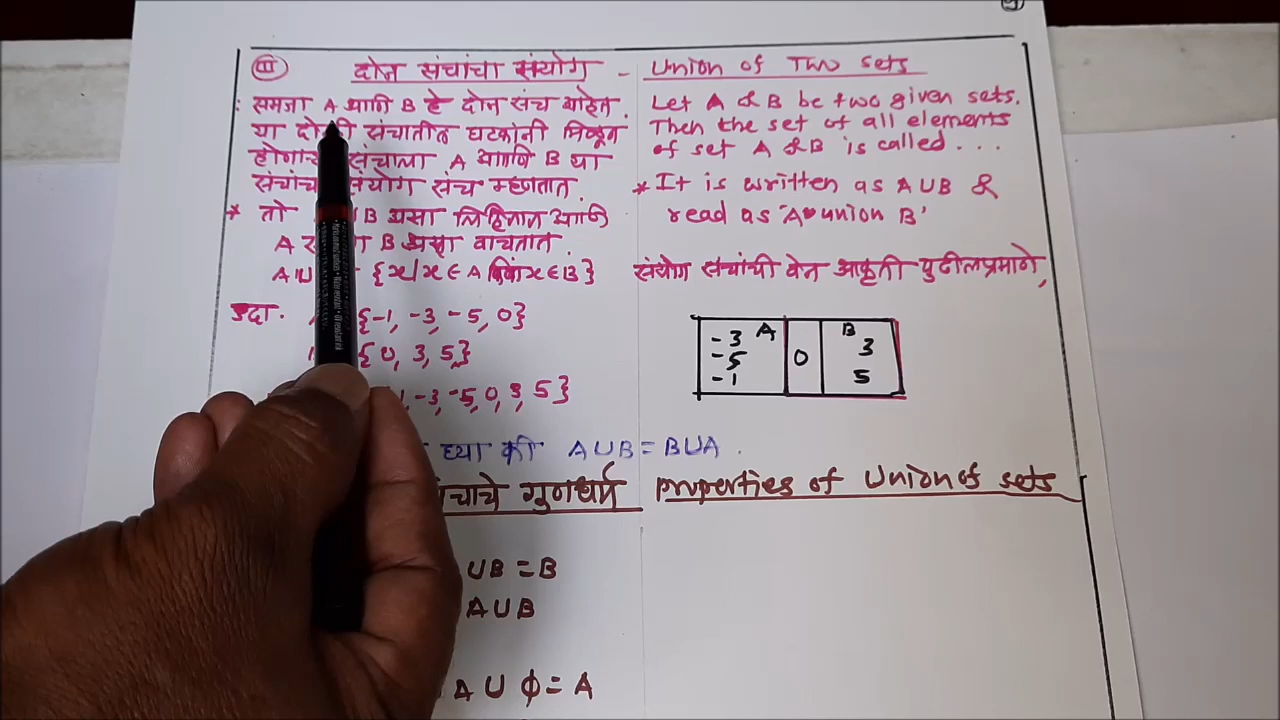 III दोन संचांचा संयोग - Union of Two sets
: समजा A आणि B हे दोन संच आहेत.
या संचातील घटकांनी मिळून
संचाला A आणि B या
संयोग संच म्हणतात.
* तो B असा लिहितात आणि
A B असा वाचतात.
{x/x ∈ A किंवा x ∈ B}
उदा. {-1, -3, -5, 0}
{0, 3, 5}
-3, -5, 0, 3, 5}
घ्या की A∪B = B∪A .
गुणधर्म Properties of Union of sets
∪B = B
A∪B
A ∪ ϕ = A
Let A & B be two given sets.
Then the set of all elements
of set A & B is called . . .
* It is written as A∪B &
read as 'A union B'
संयोग संचांची वेन आकृती पुढीलप्रमाणे,
A B
-3 3
-5 0
-1 5